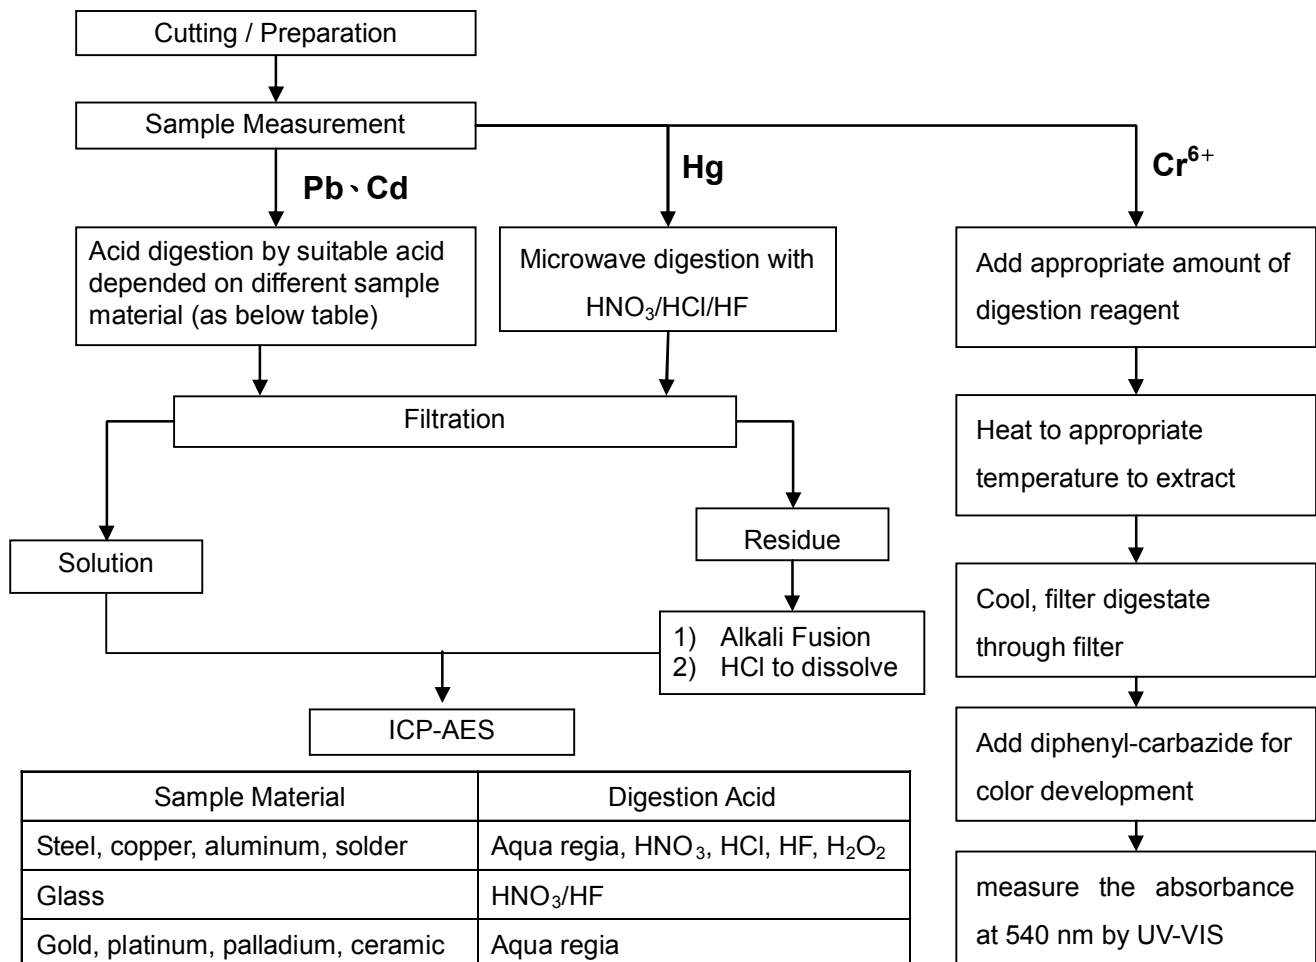 Cutting / Preparation
Sample Measurement
Pb、Cd
Hg
Cr⁶⁺
Acid digestion by suitable acid
depended on different sample
material (as below table)
Microwave digestion with
HNO₃/HCl/HF
Add appropriate amount of
digestion reagent
Filtration
Heat to appropriate
temperature to extract
Solution
Residue
1) Alkali Fusion
2) HCl to dissolve
Cool, filter digestate
through filter
ICP-AES
Add diphenyl-carbazide for
color development
measure the absorbance
at 540 nm by UV-VIS
Sample Material Digestion Acid
Steel, copper, aluminum, solder Aqua regia, HNO₃, HCl, HF, H₂O₂
Glass HNO₃/HF
Gold, platinum, palladium, ceramic Aqua regia